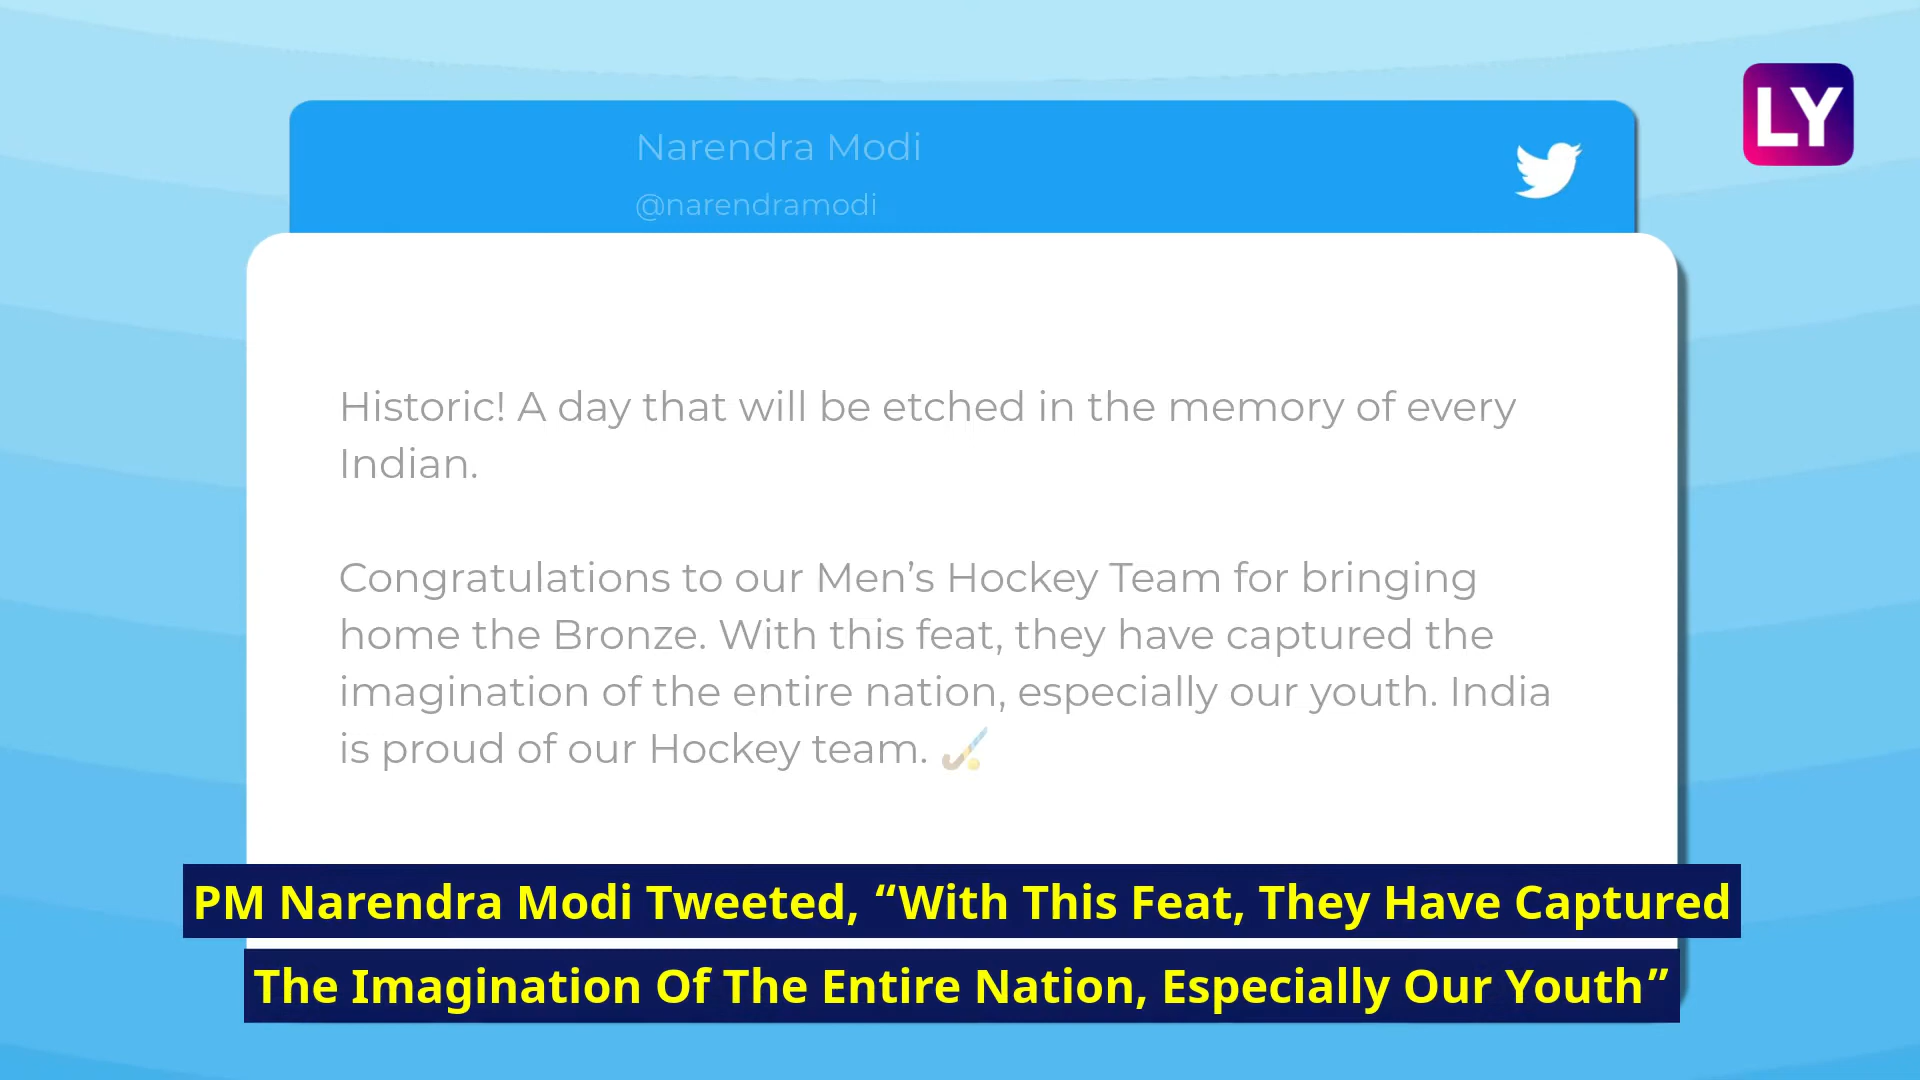 LY
Narendra Modi
@narendramodi
Historic! A day that will be etched in the memory of every
Indian.
Congratulations to our Men’s Hockey Team for bringing
home the Bronze. With this feat, they have captured the
imagination of the entire nation, especially our youth. India
is proud of our Hockey team. 🏑
PM Narendra Modi Tweeted, “With This Feat, They Have Captured
The Imagination Of The Entire Nation, Especially Our Youth”